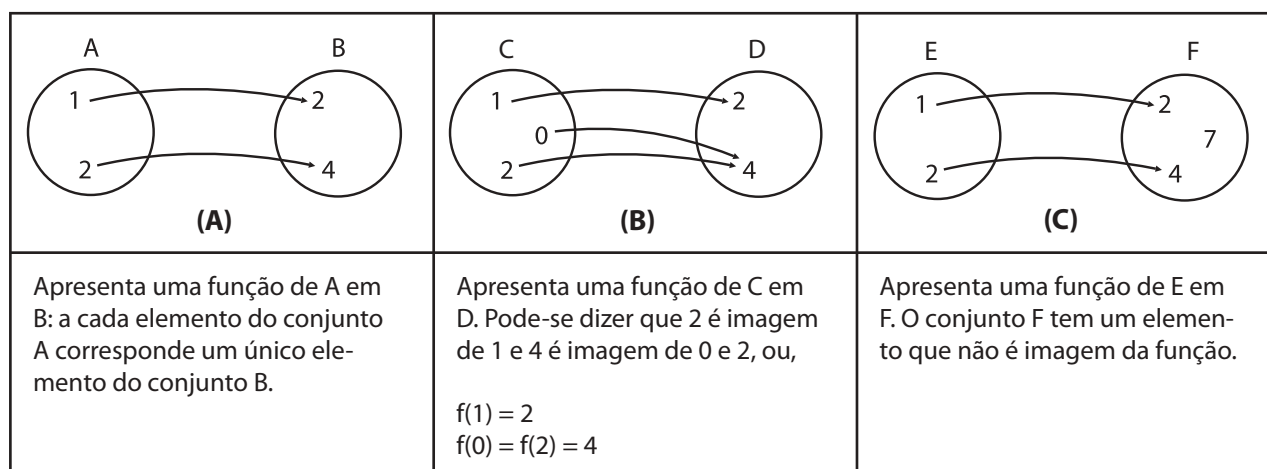 A B
1 2
2 4
(A)
C D
1 2
0
2 4
(B)
E F
1 2
7
2 4
(C)
Apresenta uma função de A em
B: a cada elemento do conjunto
A corresponde um único ele-
mento do conjunto B.
Apresenta uma função de C em
D. Pode-se dizer que 2 é imagem
de 1 e 4 é imagem de 0 e 2, ou,
f(1) = 2
f(0) = f(2) = 4
Apresenta uma função de E em
F. O conjunto F tem um elemen-
to que não é imagem da função.